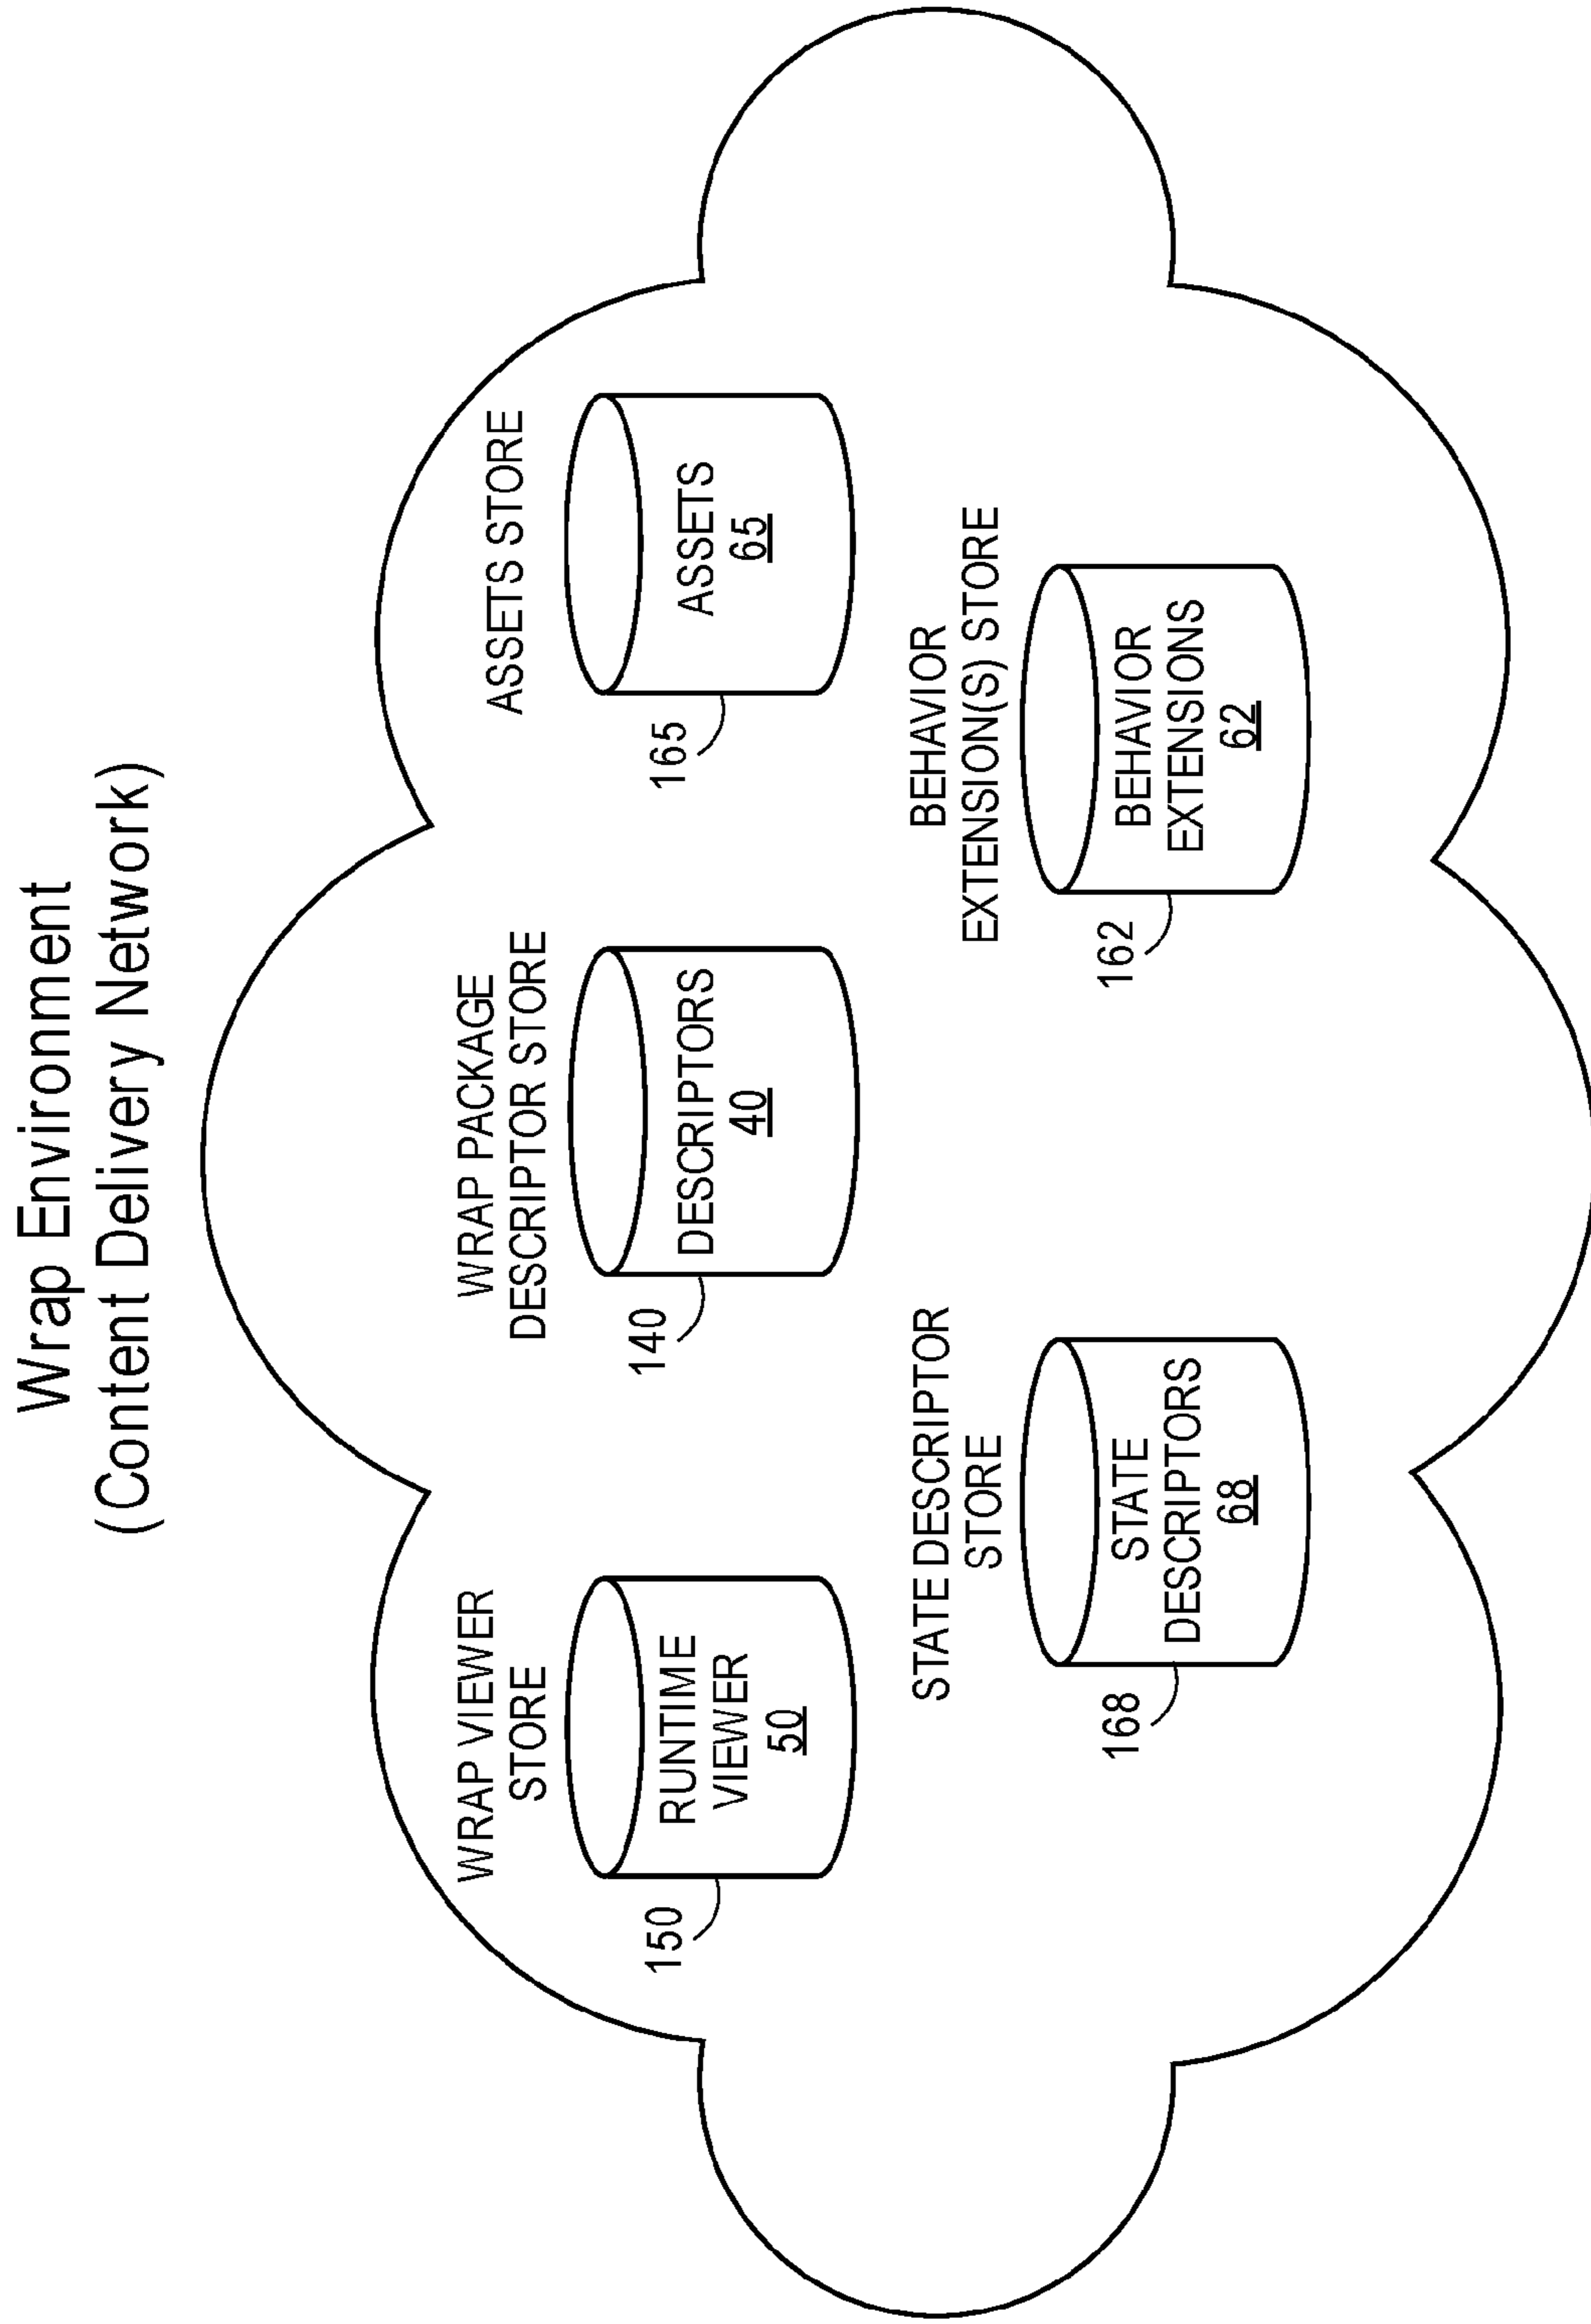 Wrap Environment
(Content Delivery Network)
WRAP VIEWER
STORE
150
RUNTIME
VIEWER
50
WRAP PACKAGE
DESCRIPTOR STORE
140
DESCRIPTORS
40
ASSETS STORE
165
ASSETS
65
STATE DESCRIPTOR
STORE
168
STATE
DESCRIPTORS
68
BEHAVIOR
EXTENSION(S) STORE
162
BEHAVIOR
EXTENSIONS
62